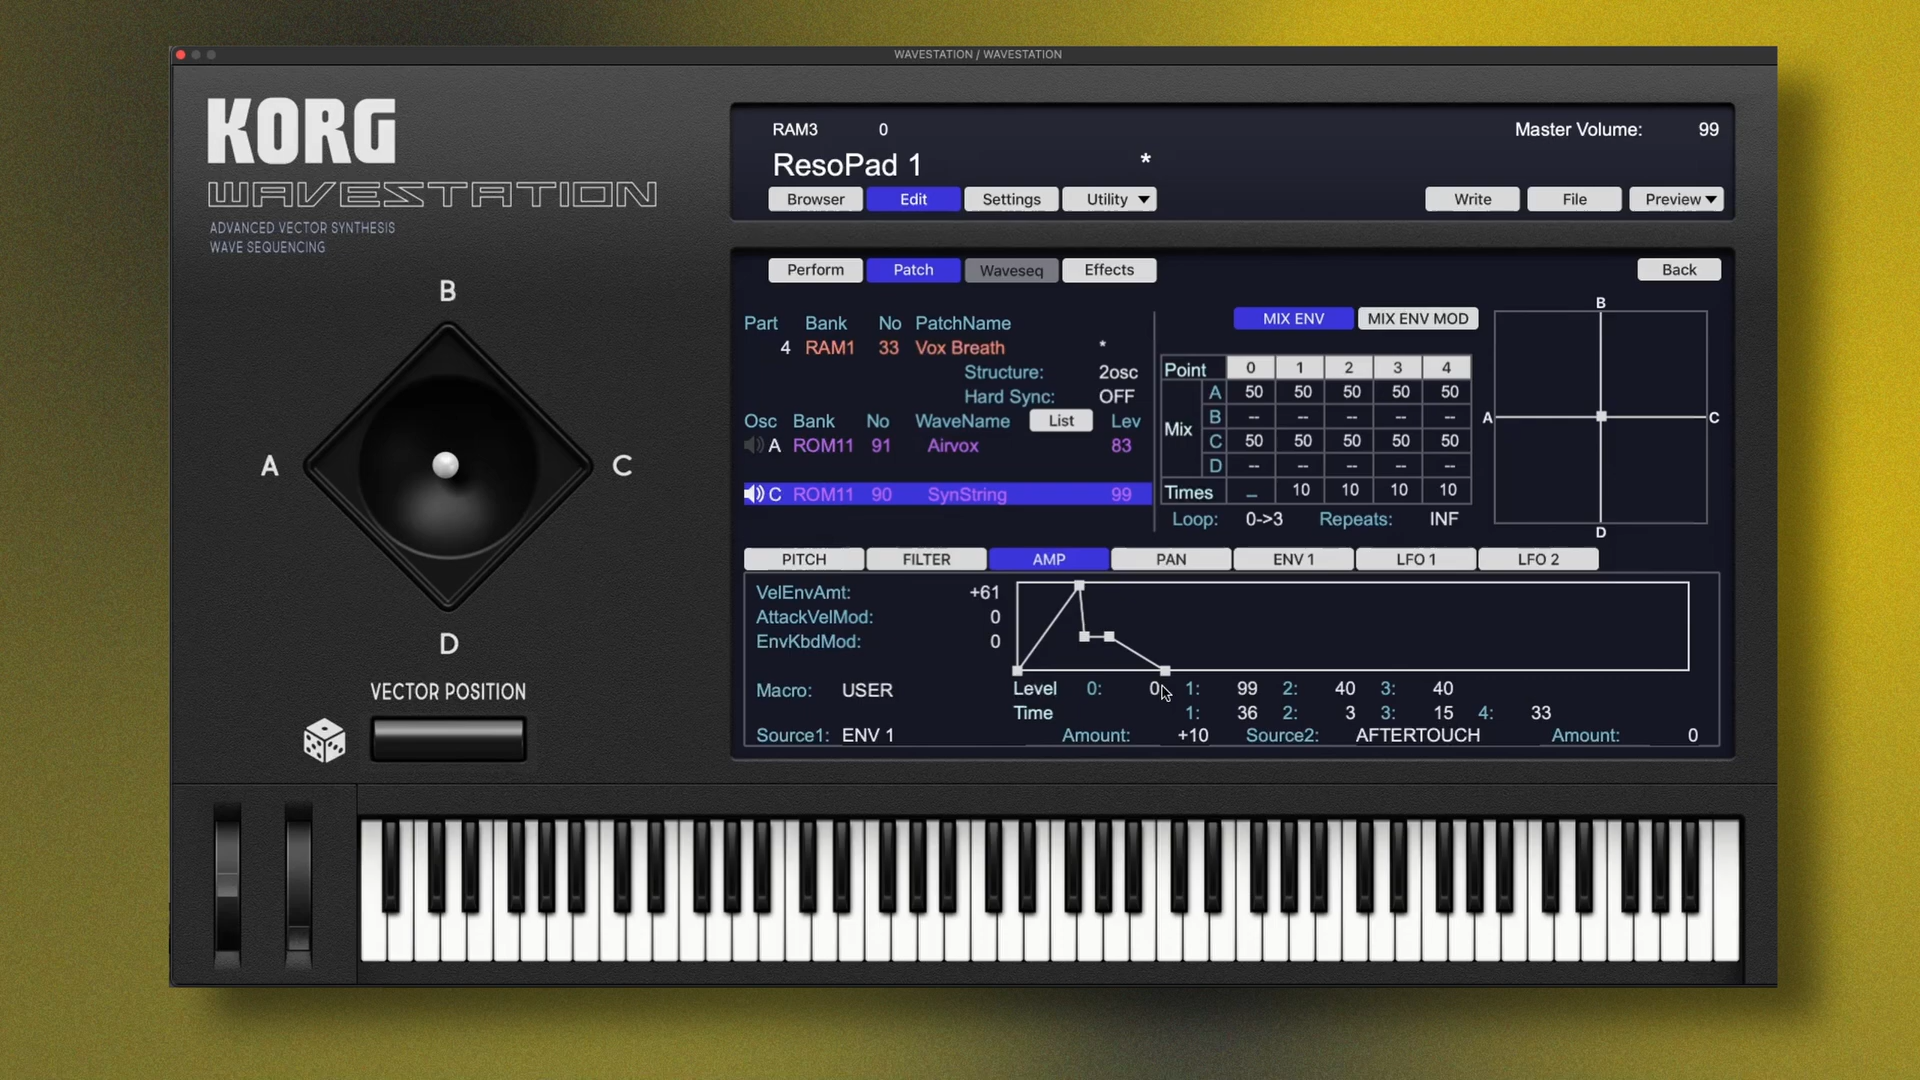 WAVESTATION / WAVESTATION
KORG
WAVESTATION
ADVANCED VECTOR SYNTHESIS
WAVE SEQUENCING
B
A
C
D
VECTOR POSITION
RAM3 0 Master Volume: 99
ResoPad 1 *
Browser Edit Settings Utility Write File Preview
Perform Patch Waveseq Effects Back
Part Bank No PatchName
4 RAM1 33 Vox Breath *
Structure: 2osc
Hard Sync: OFF
Osc Bank No WaveName List Lev
A ROM11 91 Airvox 83
C ROM11 90 SynString 99
MIX ENV MIX ENV MOD
Point 0 1 2 3 4
Mix
A 50 50 50 50 50
B -- -- -- -- --
C 50 50 50 50 50
D -- -- -- -- --
Times _ 10 10 10 10
Loop: 0->3 Repeats: INF
B
A
C
D
PITCH FILTER AMP PAN ENV 1 LFO 1 LFO 2
VelEnvAmt: +61
AttackVelMod: 0
EnvKbdMod: 0
Macro: USER
Level 0: 0 1: 99 2: 40 3: 40
Time 1: 36 2: 3 3: 15 4: 33
Source1: ENV 1 Amount: +10 Source2: AFTERTOUCH Amount: 0